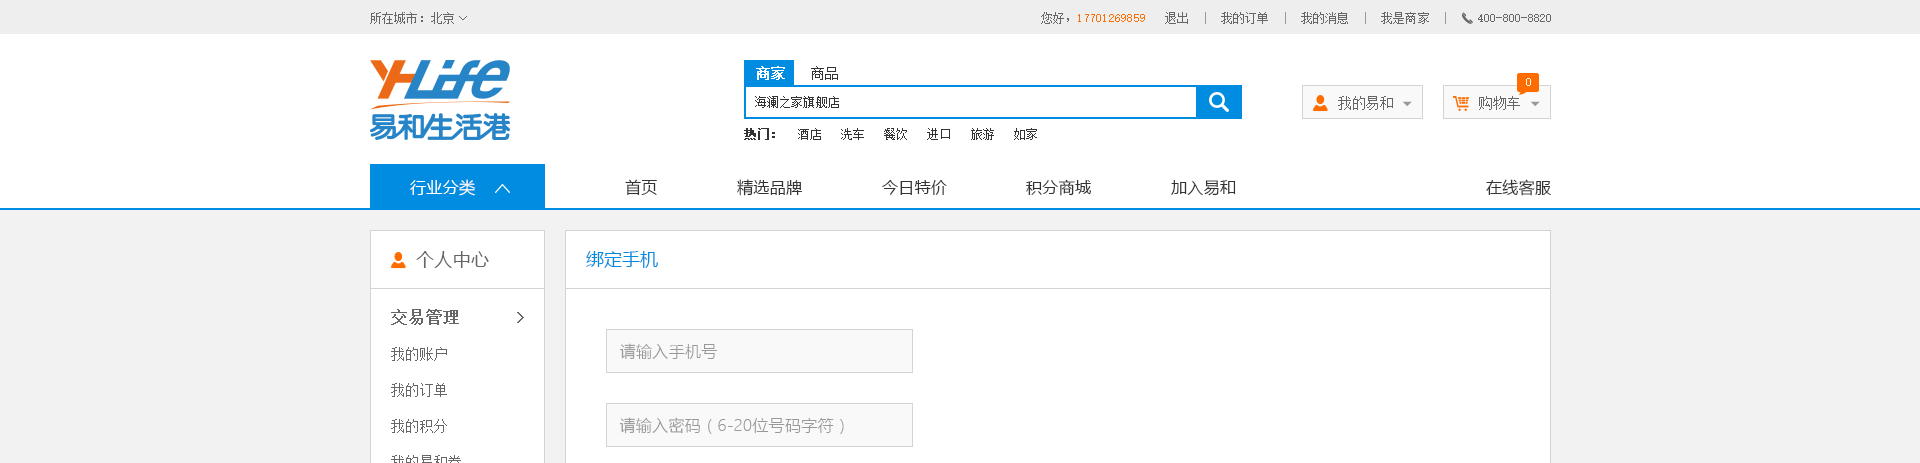 所在城市：北京
您好，17701269859 退出 我的订单 我的消息 我是商家 400-800-8820
YHLife
易和生活港
商家 商品
海澜之家旗舰店
热门： 酒店 洗车 餐饮 进口 旅游 如家
我的易和
购物车
0
行业分类 首页 精选品牌 今日特价 积分商城 加入易和 在线客服
个人中心
交易管理
我的账户
我的订单
我的积分
我的易和券
绑定手机
请输入手机号
请输入密码（6-20位号码字符）